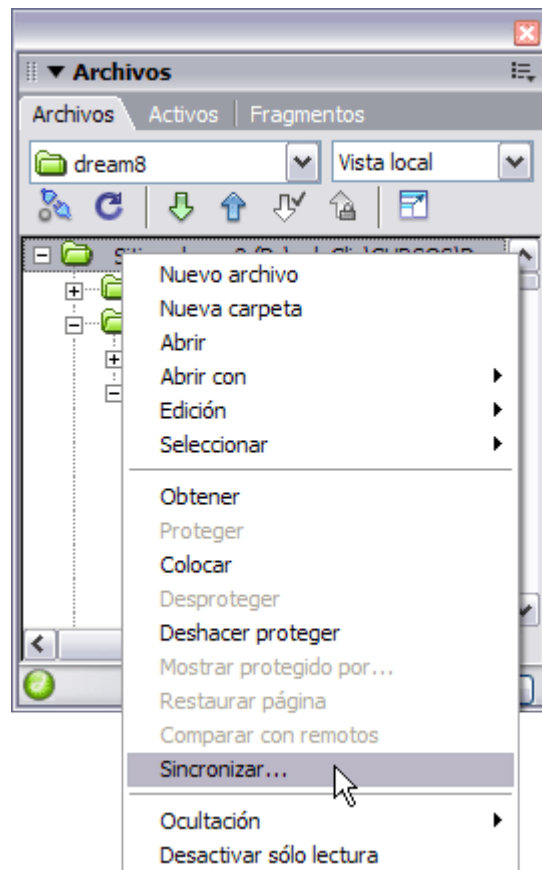 Archivos
Archivos Activos Fragmentos
dream8 Vista local
Nuevo archivo
Nueva carpeta
Abrir
Abrir con
Edición
Seleccionar
Obtener
Proteger
Colocar
Desproteger
Deshacer proteger
Mostrar protegido por...
Restaurar página
Comparar con remotos
Sincronizar...
Ocultación
Desactivar sólo lectura